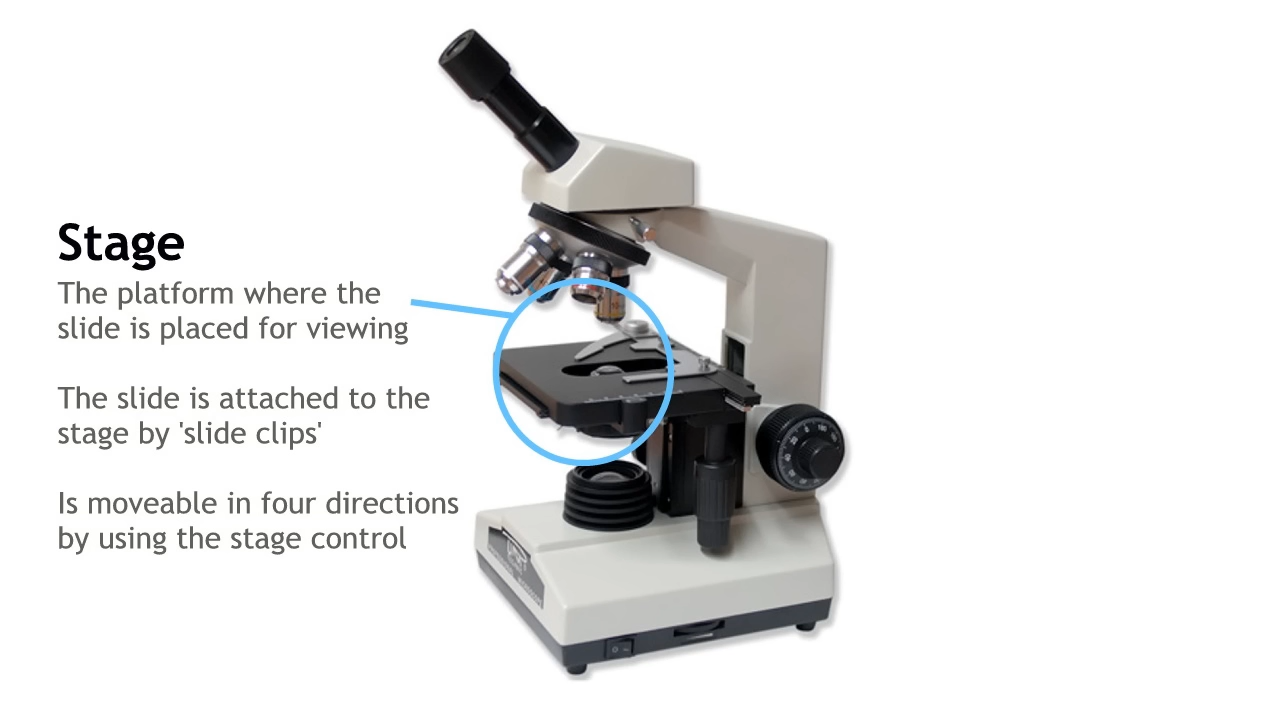 Stage
The platform where the
slide is placed for viewing
The slide is attached to the
stage by 'slide clips'
Is moveable in four directions
by using the stage control